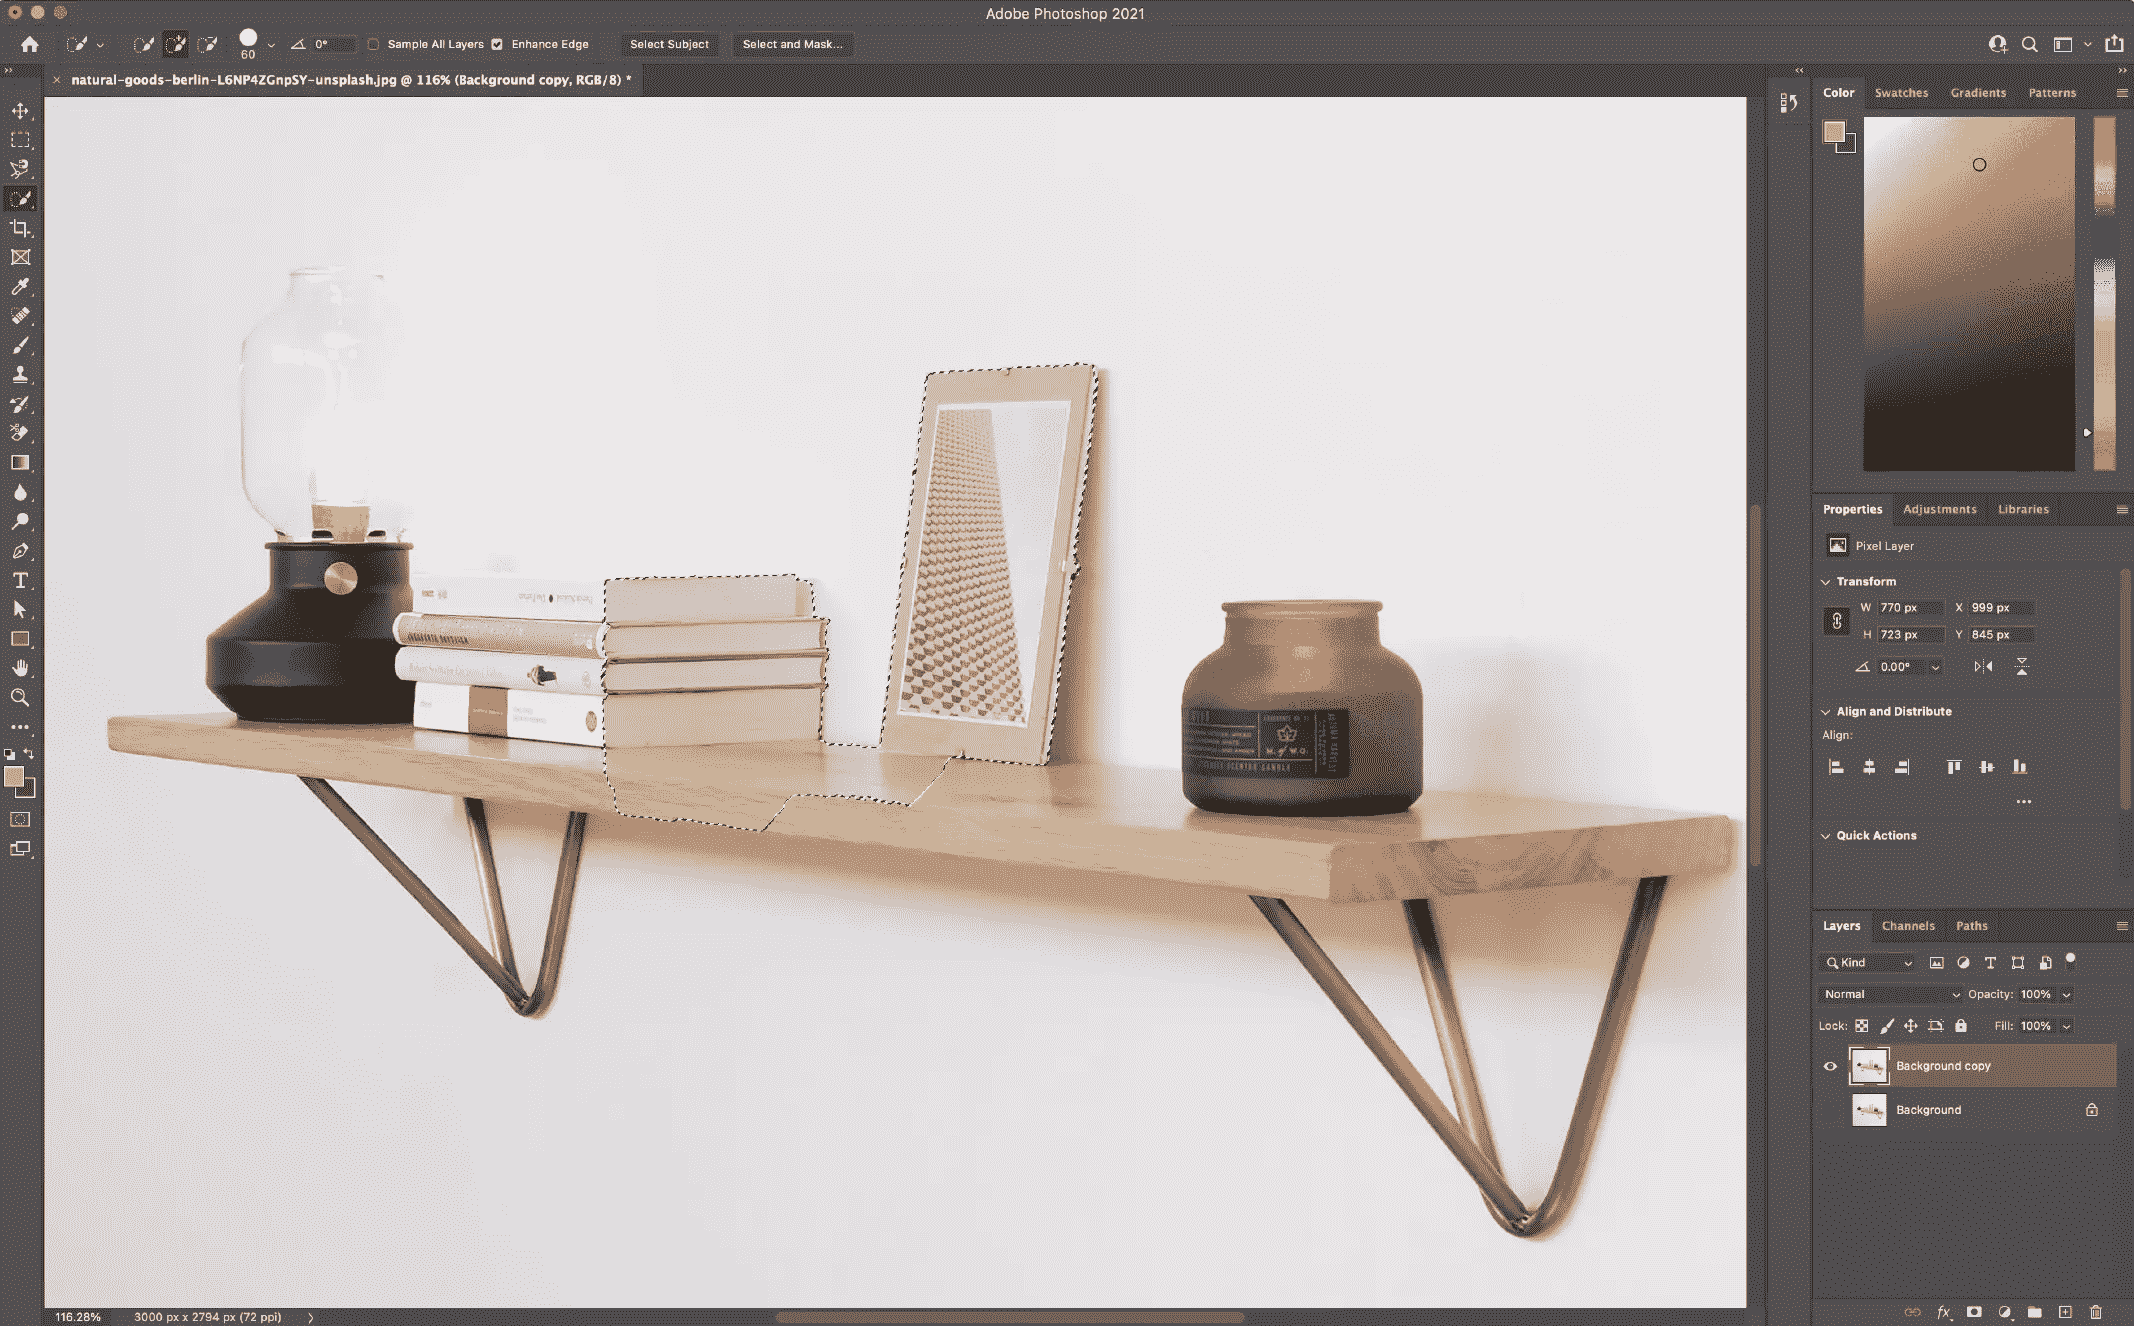 Adobe Photoshop 2021
60
0°
Sample All Layers
Enhance Edge
Select Subject
Select and Mask...
× natural-goods-berlin-L6NP4ZGnpSY-unsplash.jpg @ 116% (Background copy, RGB/8) *
Color Swatches Gradients Patterns
Properties Adjustments Libraries
Pixel Layer
Transform
W 770 px X 999 px
H 723 px Y 845 px
0.00°
Align and Distribute
Align:
Quick Actions
W. of W.O.
SCENTED CANDLE
Layers Channels Paths
Kind
Normal Opacity: 100%
Lock: Fill: 100%
Background copy
Background
116.28% 3000 px x 2794 px (72 ppi)